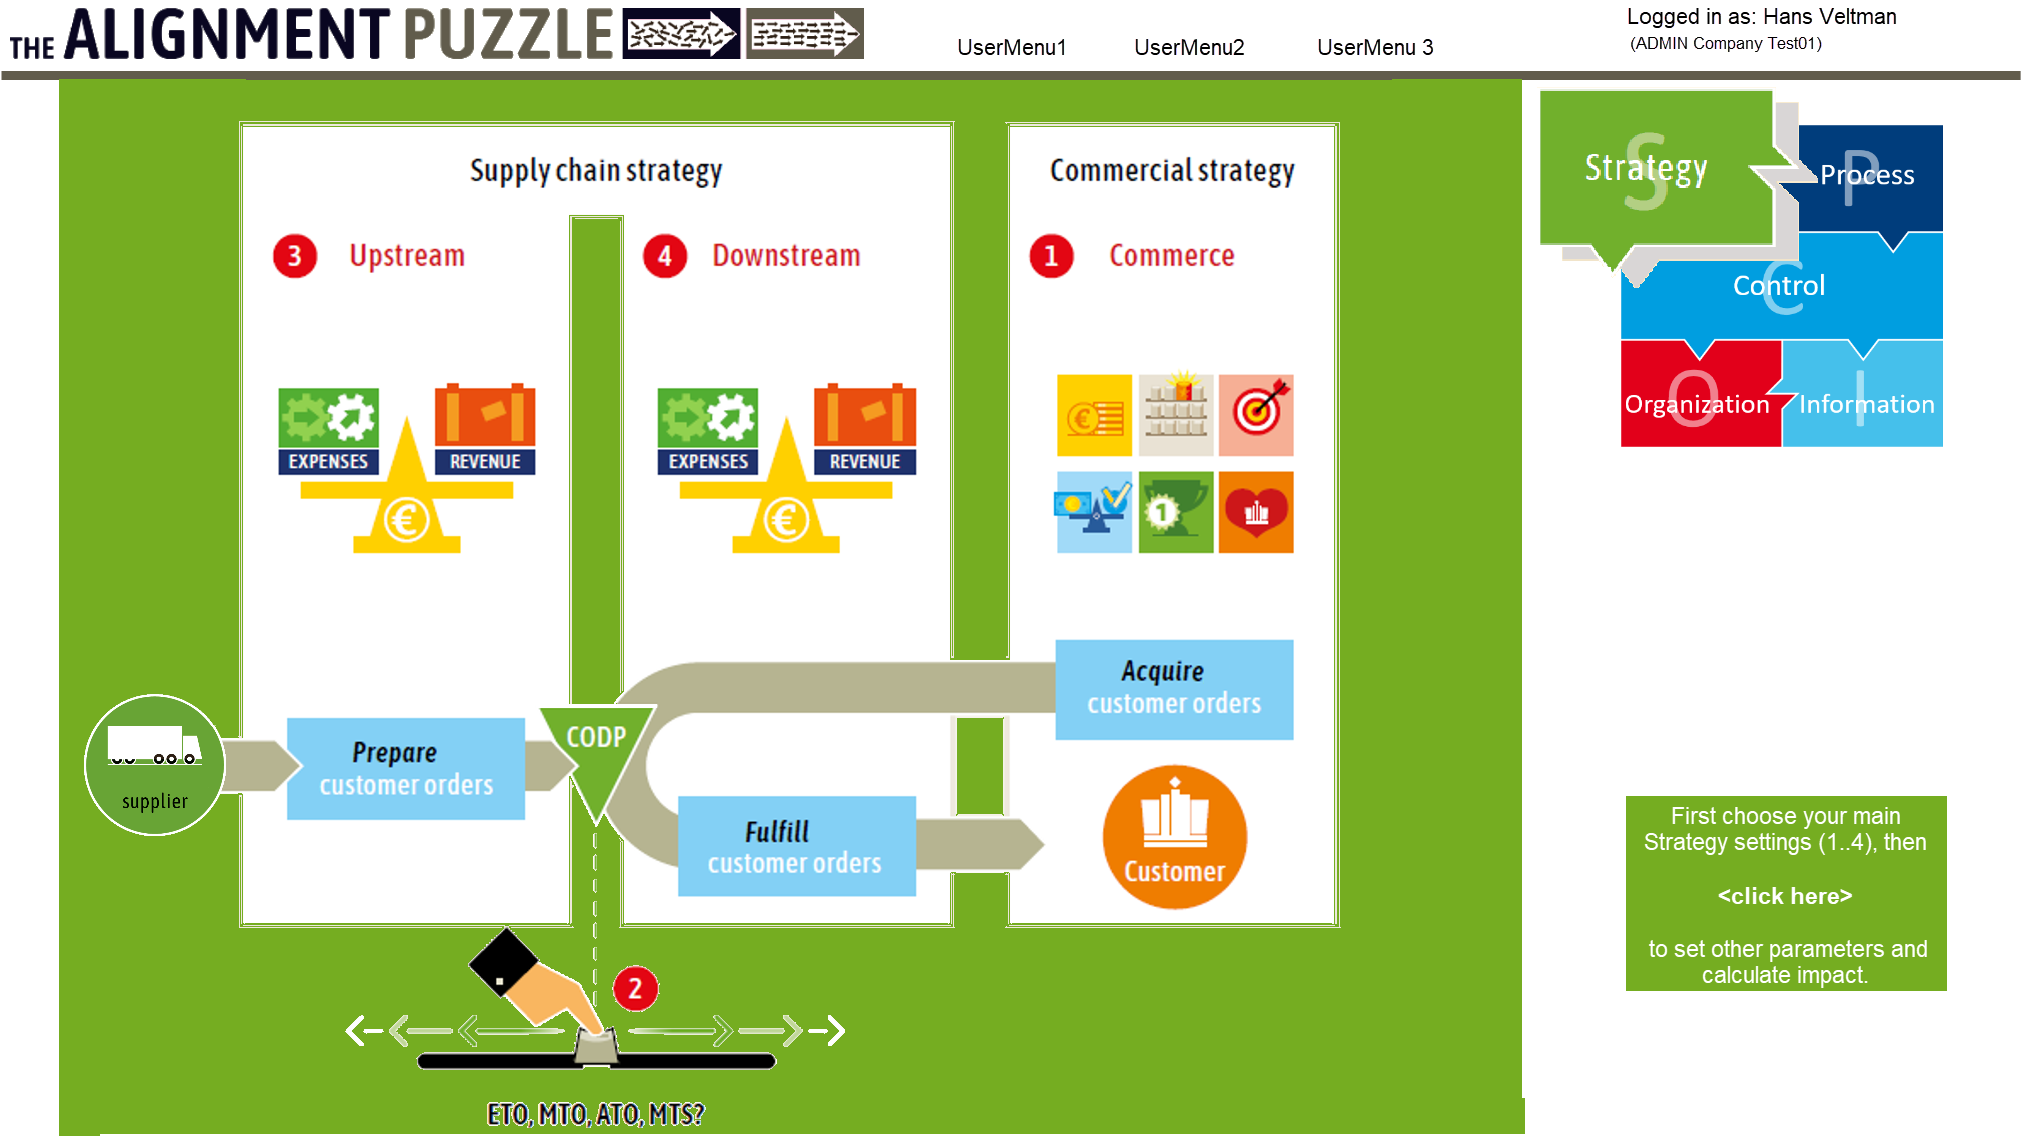 THE ALIGNMENT PUZZLE
UserMenu1 UserMenu2 UserMenu 3
Logged in as: Hans Veltman
(ADMIN Company Test01)
Supply chain strategy
Commercial strategy
3 Upstream
4 Downstream
1 Commerce
EXPENSES
REVENUE
€
EXPENSES
REVENUE
€
€
1
Acquire
customer orders
CODP
Prepare
customer orders
supplier
Fulfill
customer orders
Customer
2
ETO, MTO, ATO, MTS?
S
Strategy
P
Process
C
Control
O
Organization
I
Information
First choose your main
Strategy settings (1..4), then
<click here>
to set other parameters and
calculate impact.